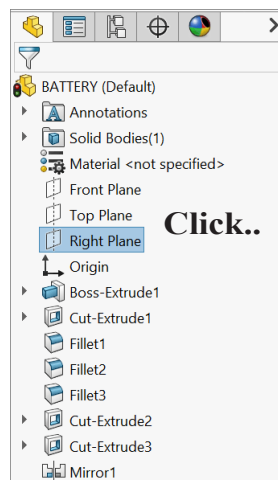 BATTERY (Default)
Annotations
Solid Bodies(1)
Material <not specified>
Front Plane
Top Plane
Click..
Right Plane
Origin
Boss-Extrude1
Cut-Extrude1
Fillet1
Fillet2
Fillet3
Cut-Extrude2
Cut-Extrude3
Mirror1